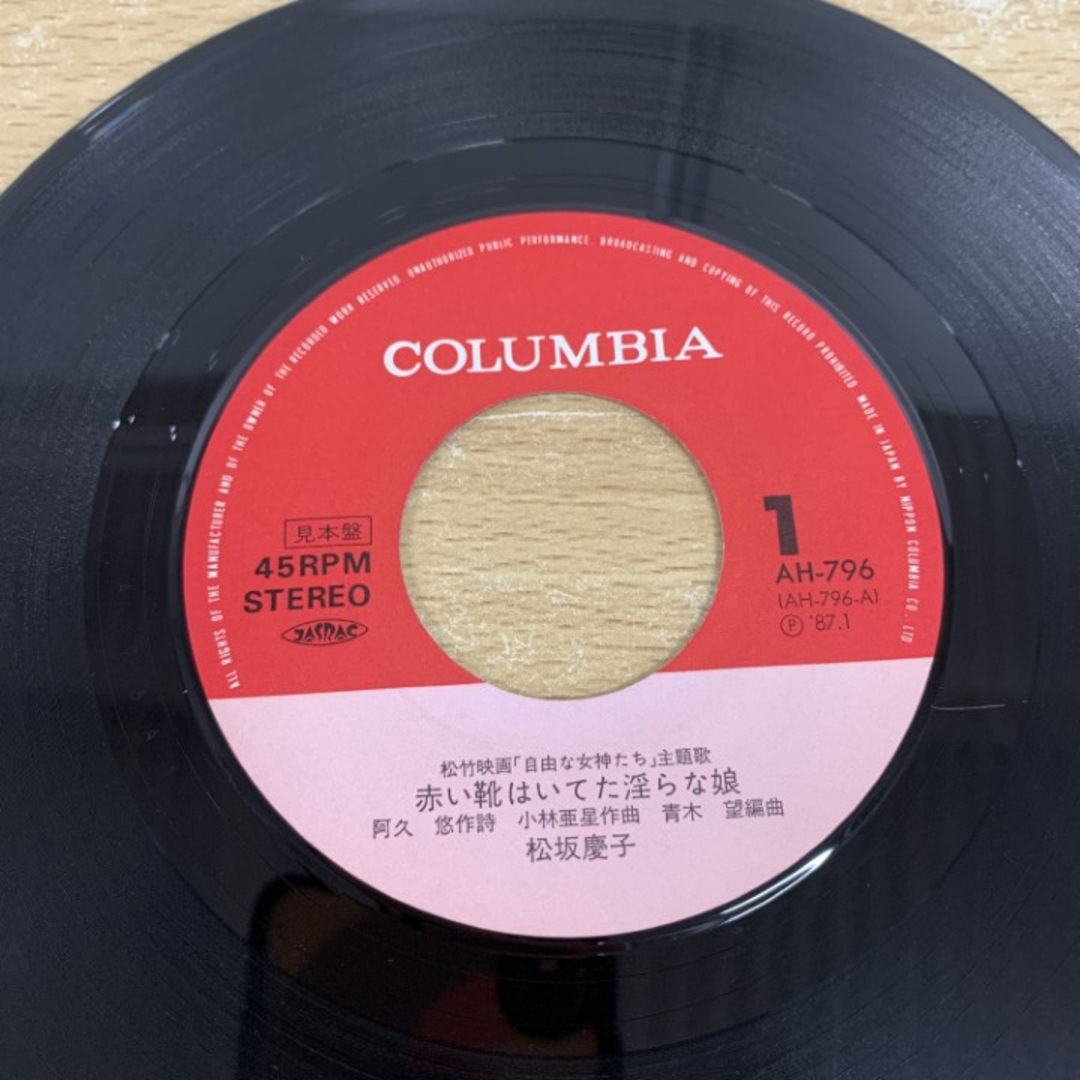 ALL RIGHTS OF THE MANUFACTURER AND OF THE OWNER OF THE RECORDED WORK RESERVED. UNAUTHORIZED PUBLIC PERFORMANCE. BROADCASTING AND COPYING OF THIS RECORD PROHIBITED MADE IN JAPAN BY NIPPON COLUMBIA CO. LTD
COLUMBIA
見本盤
45RPM
STEREO
JASRAC
1
AH-796
(AH-796-A)
Ⓟ '87.1
松竹映画「自由な女神たち」主題歌
赤い靴はいてた淫らな娘
阿久 悠作詩 小林亜星作曲 青木 望編曲
松坂慶子